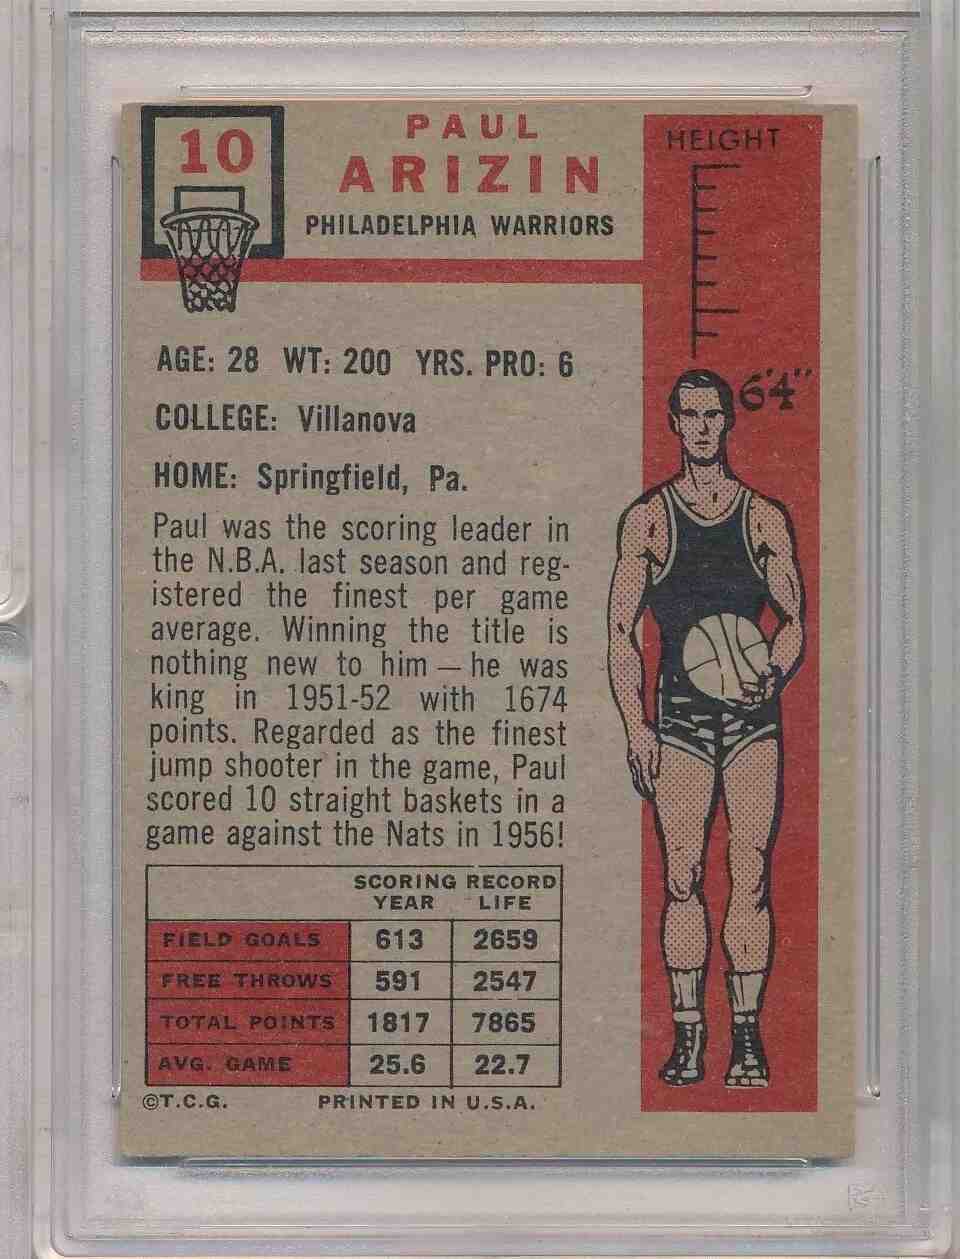 10
PAUL
ARIZIN
PHILADELPHIA WARRIORS
HEIGHT
6'4"
AGE: 28 WT: 200 YRS. PRO: 6
COLLEGE: Villanova
HOME: Springfield, Pa.
Paul was the scoring leader in
the N.B.A. last season and reg-
istered the finest per game
average. Winning the title is
nothing new to him — he was
king in 1951-52 with 1674
points. Regarded as the finest
jump shooter in the game, Paul
scored 10 straight baskets in a
game against the Nats in 1956!
SCORING RECORD
YEAR LIFE
FIELD GOALS 613 2659
FREE THROWS 591 2547
TOTAL POINTS 1817 7865
AVG. GAME 25.6 22.7
©T.C.G. PRINTED IN U.S.A.